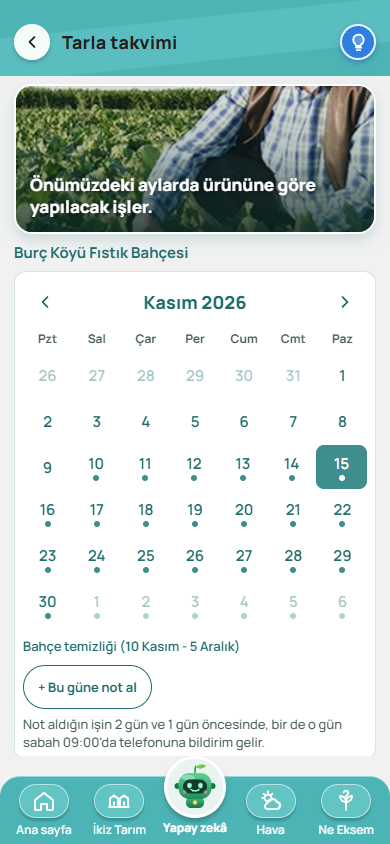 Tarla takvimi
Önümüzdeki aylarda ürününe göre
yapılacak işler.
Burç Köyü Fıstık Bahçesi
Kasım 2026
Pzt Sal Çar Per Cum Cmt Paz
26 27 28 29 30 31 1
2 3 4 5 6 7 8
9 10 11 12 13 14 15
16 17 18 19 20 21 22
23 24 25 26 27 28 29
30 1 2 3 4 5 6
Bahçe temizliği (10 Kasım - 5 Aralık)
+ Bu güne not al
Not aldığın işin 2 gün ve 1 gün öncesinde, bir de o gün
sabah 09:00'da telefonuna bildirim gelir.
Ana sayfa İkiz Tarım Yapay zekâ Hava Ne Eksem